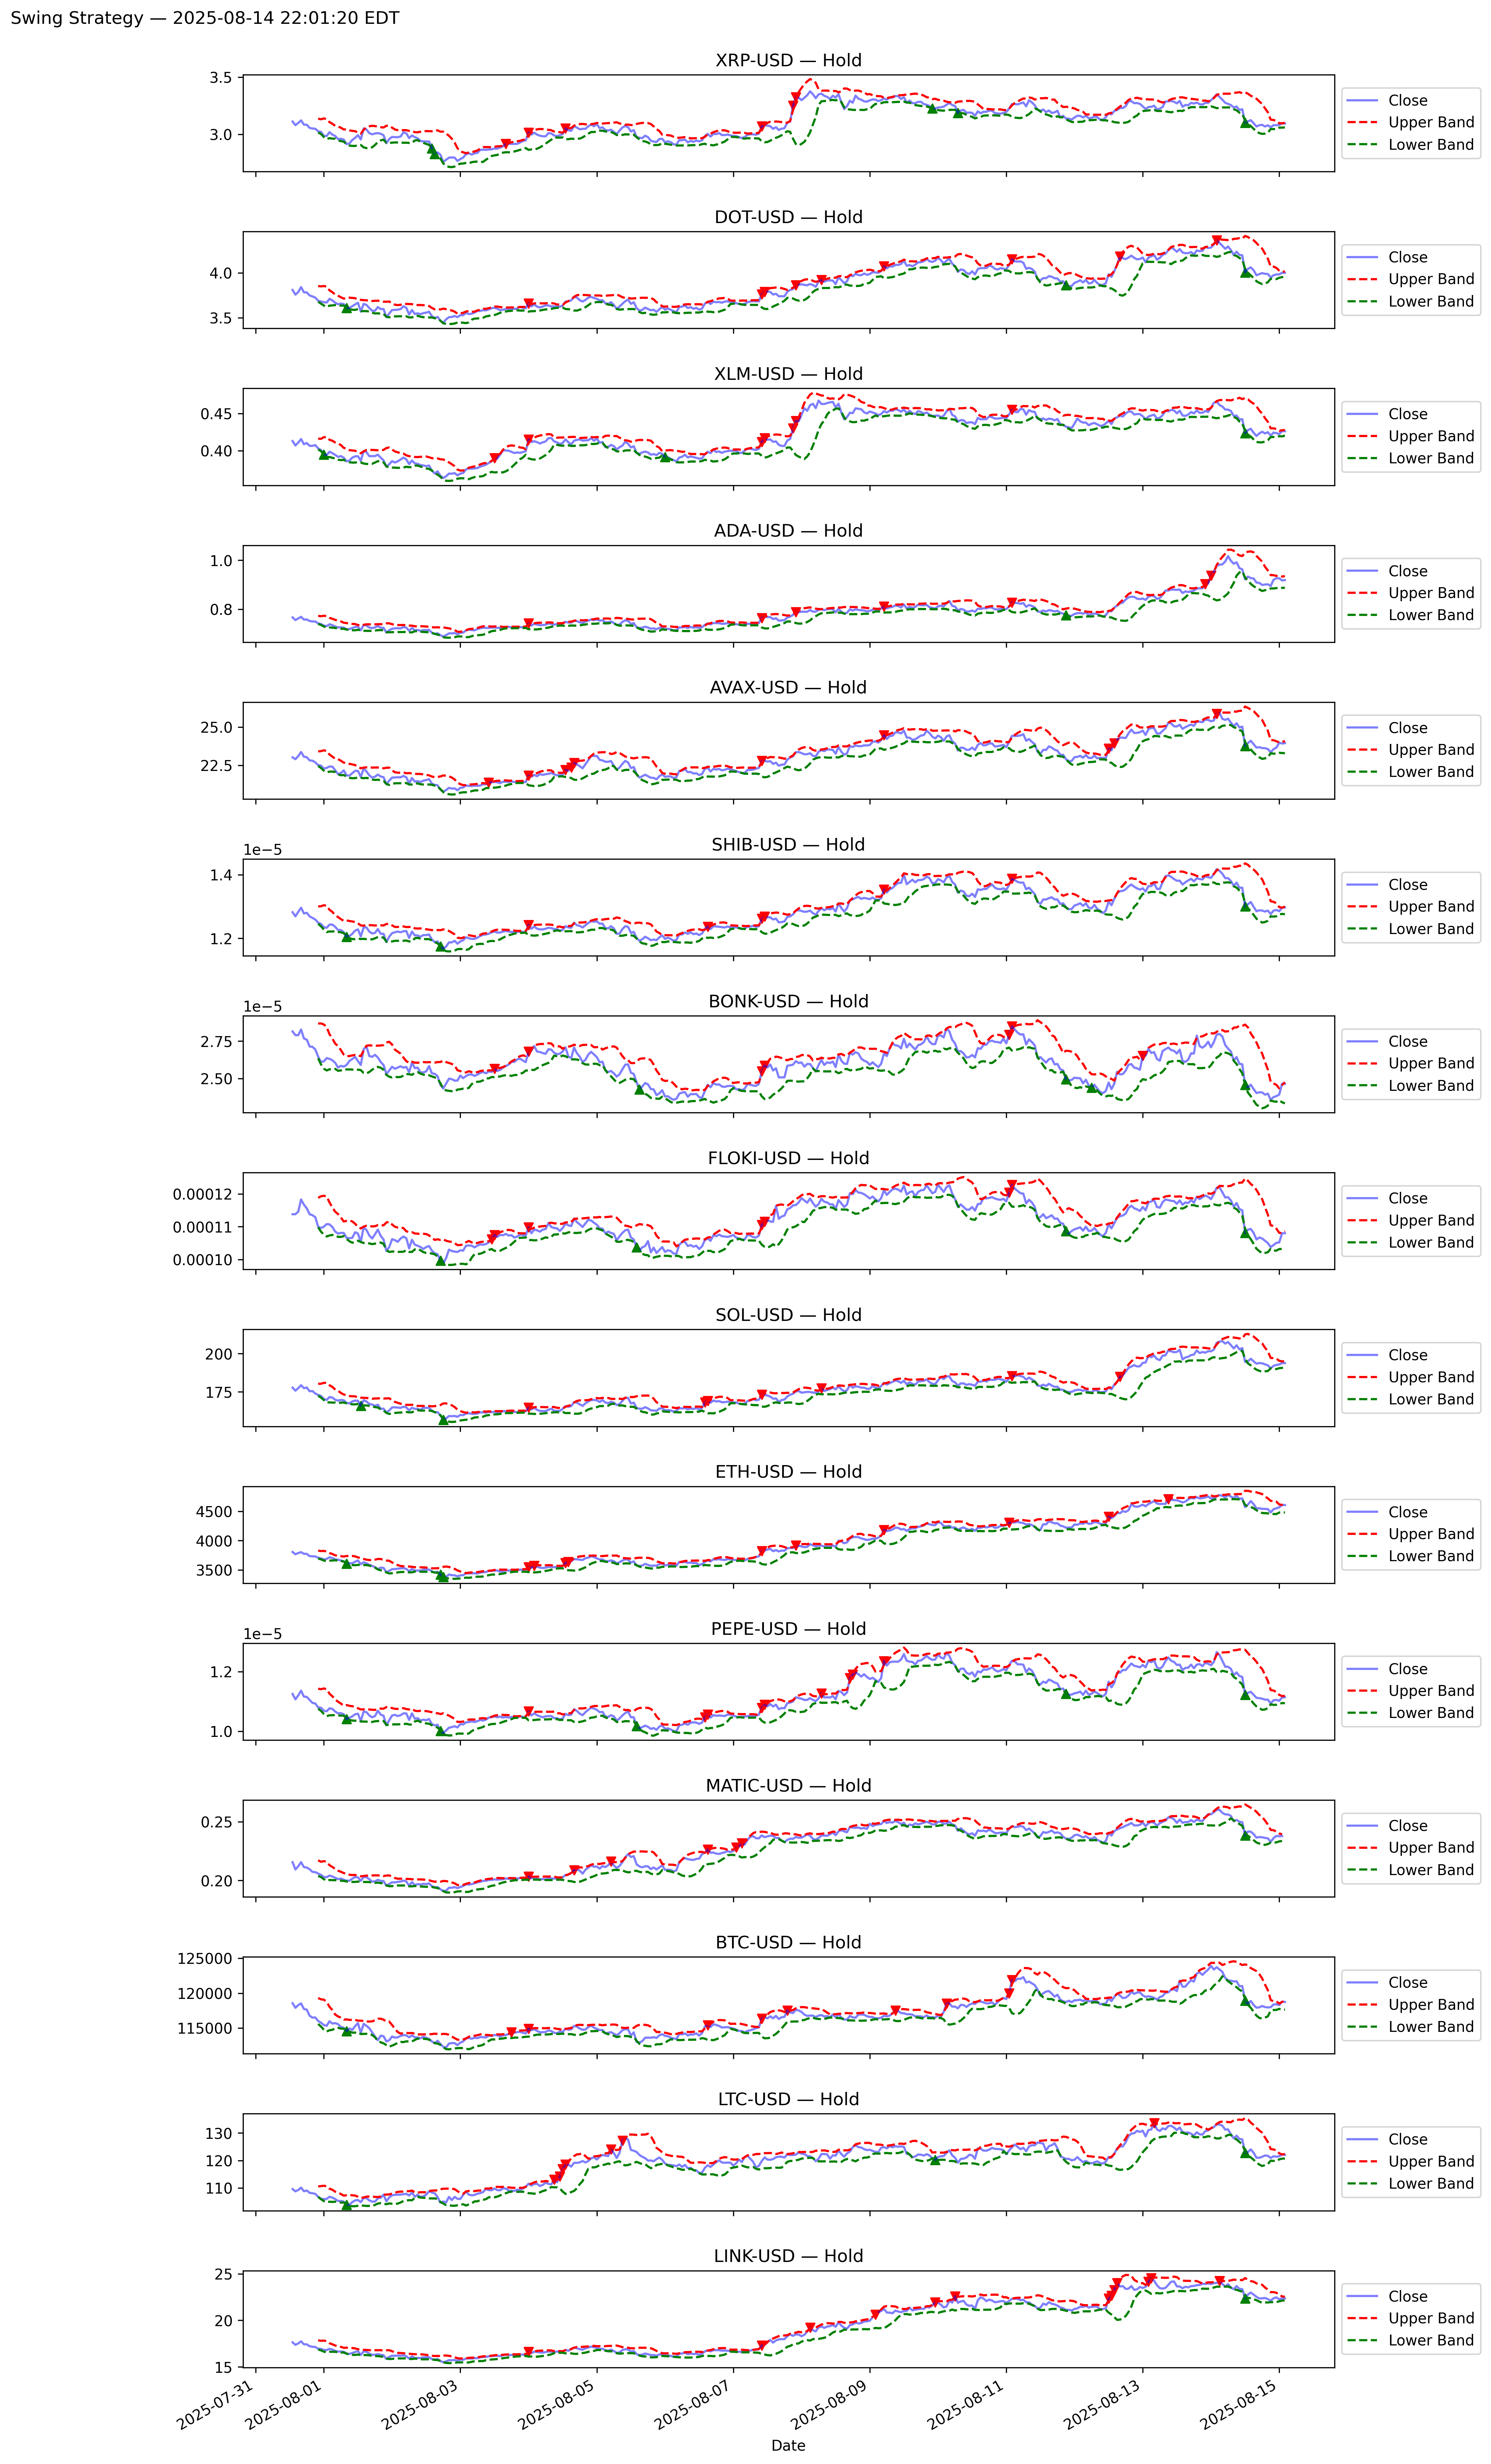 Swing Strategy — 2025-08-14 22:01:20 EDT
XRP-USD — Hold
3.5
3.0
Close
Upper Band
Lower Band
DOT-USD — Hold
4.0
3.5
Close
Upper Band
Lower Band
XLM-USD — Hold
0.45
0.40
Close
Upper Band
Lower Band
ADA-USD — Hold
1.0
0.8
Close
Upper Band
Lower Band
AVAX-USD — Hold
25.0
22.5
Close
Upper Band
Lower Band
SHIB-USD — Hold
1e−5
1.4
1.2
Close
Upper Band
Lower Band
BONK-USD — Hold
1e−5
2.75
2.50
Close
Upper Band
Lower Band
FLOKI-USD — Hold
0.00012
0.00011
0.00010
Close
Upper Band
Lower Band
SOL-USD — Hold
200
175
Close
Upper Band
Lower Band
ETH-USD — Hold
4500
4000
3500
Close
Upper Band
Lower Band
PEPE-USD — Hold
1e−5
1.2
1.0
Close
Upper Band
Lower Band
MATIC-USD — Hold
0.25
0.20
Close
Upper Band
Lower Band
BTC-USD — Hold
125000
120000
115000
Close
Upper Band
Lower Band
LTC-USD — Hold
130
120
110
Close
Upper Band
Lower Band
LINK-USD — Hold
25
20
15
Close
Upper Band
Lower Band
2025-07-31
2025-08-01
2025-08-03
2025-08-05
2025-08-07
2025-08-09
2025-08-11
2025-08-13
2025-08-15
Date